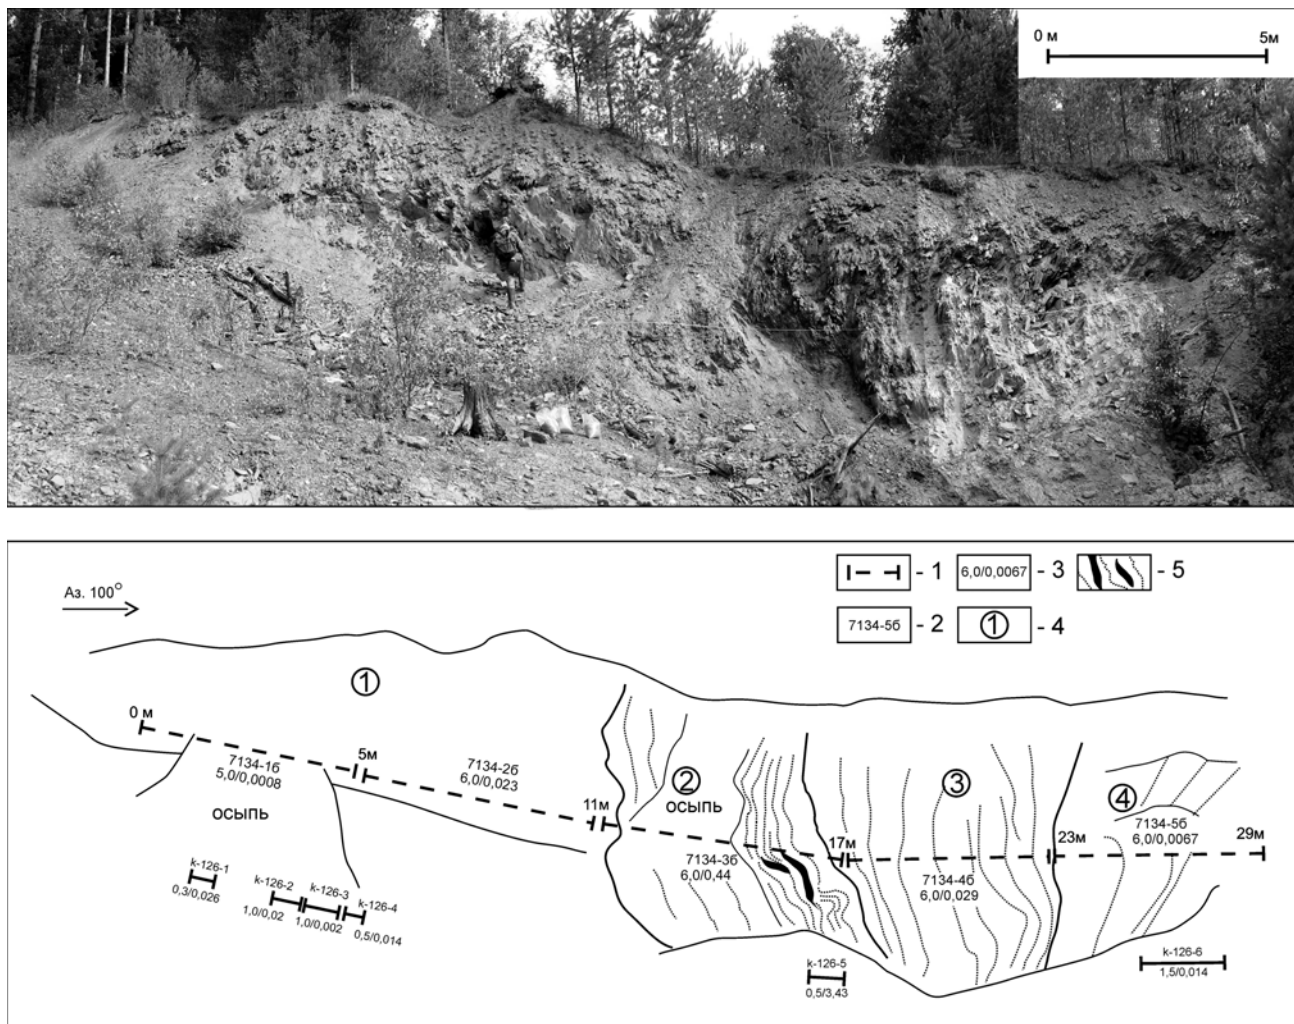 0 м 5м
Аз. 100°
- 1
6,0/0,0067 - 3
- 5
7134-5б - 2
1 - 4
1
0 м
7134-1б
5,0/0,0008
осыпь
5м
7134-2б
6,0/0,023
11м
2
осыпь
7134-3б
6,0/0,44
17м
3
7134-4б
6,0/0,029
23м
4
7134-5б
6,0/0,0067
29м
k-126-1
0,3/0,026
k-126-2
1,0/0,02
k-126-3
1,0/0,002
k-126-4
0,5/0,014
k-126-5
0,5/3,43
k-126-6
1,5/0,014